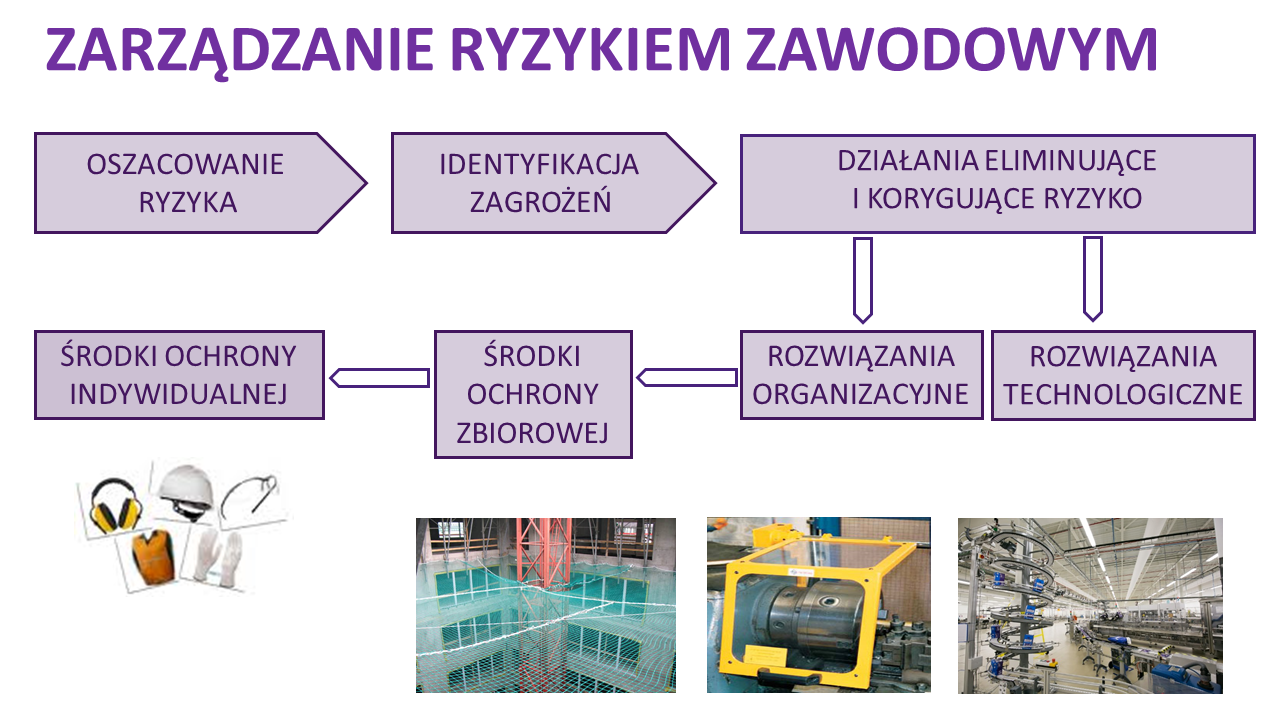 ZARZĄDZANIE RYZYKIEM ZAWODOWYM
OSZACOWANIE
RYZYKA
IDENTYFIKACJA
ZAGROŻEŃ
DZIAŁANIA ELIMINUJĄCE
I KORYGUJĄCE RYZYKO
ŚRODKI OCHRONY
INDYWIDUALNEJ
ŚRODKI
OCHRONY
ZBIOROWEJ
ROZWIĄZANIA
ORGANIZACYJNE
ROZWIĄZANIA
TECHNOLOGICZNE